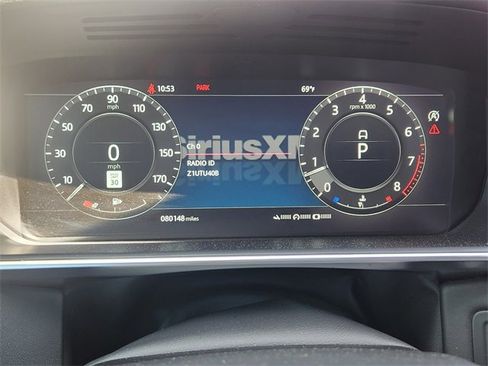 10:53 PARK 69°F
10 30 50 70 90 110 130 150 170
mph
0
mph
30
Ch 0
SiriusXM
RADIO ID
Z1UTU40B
080148 miles
0 1 2 3 4 5 6 7 8
rpm x 1000
P